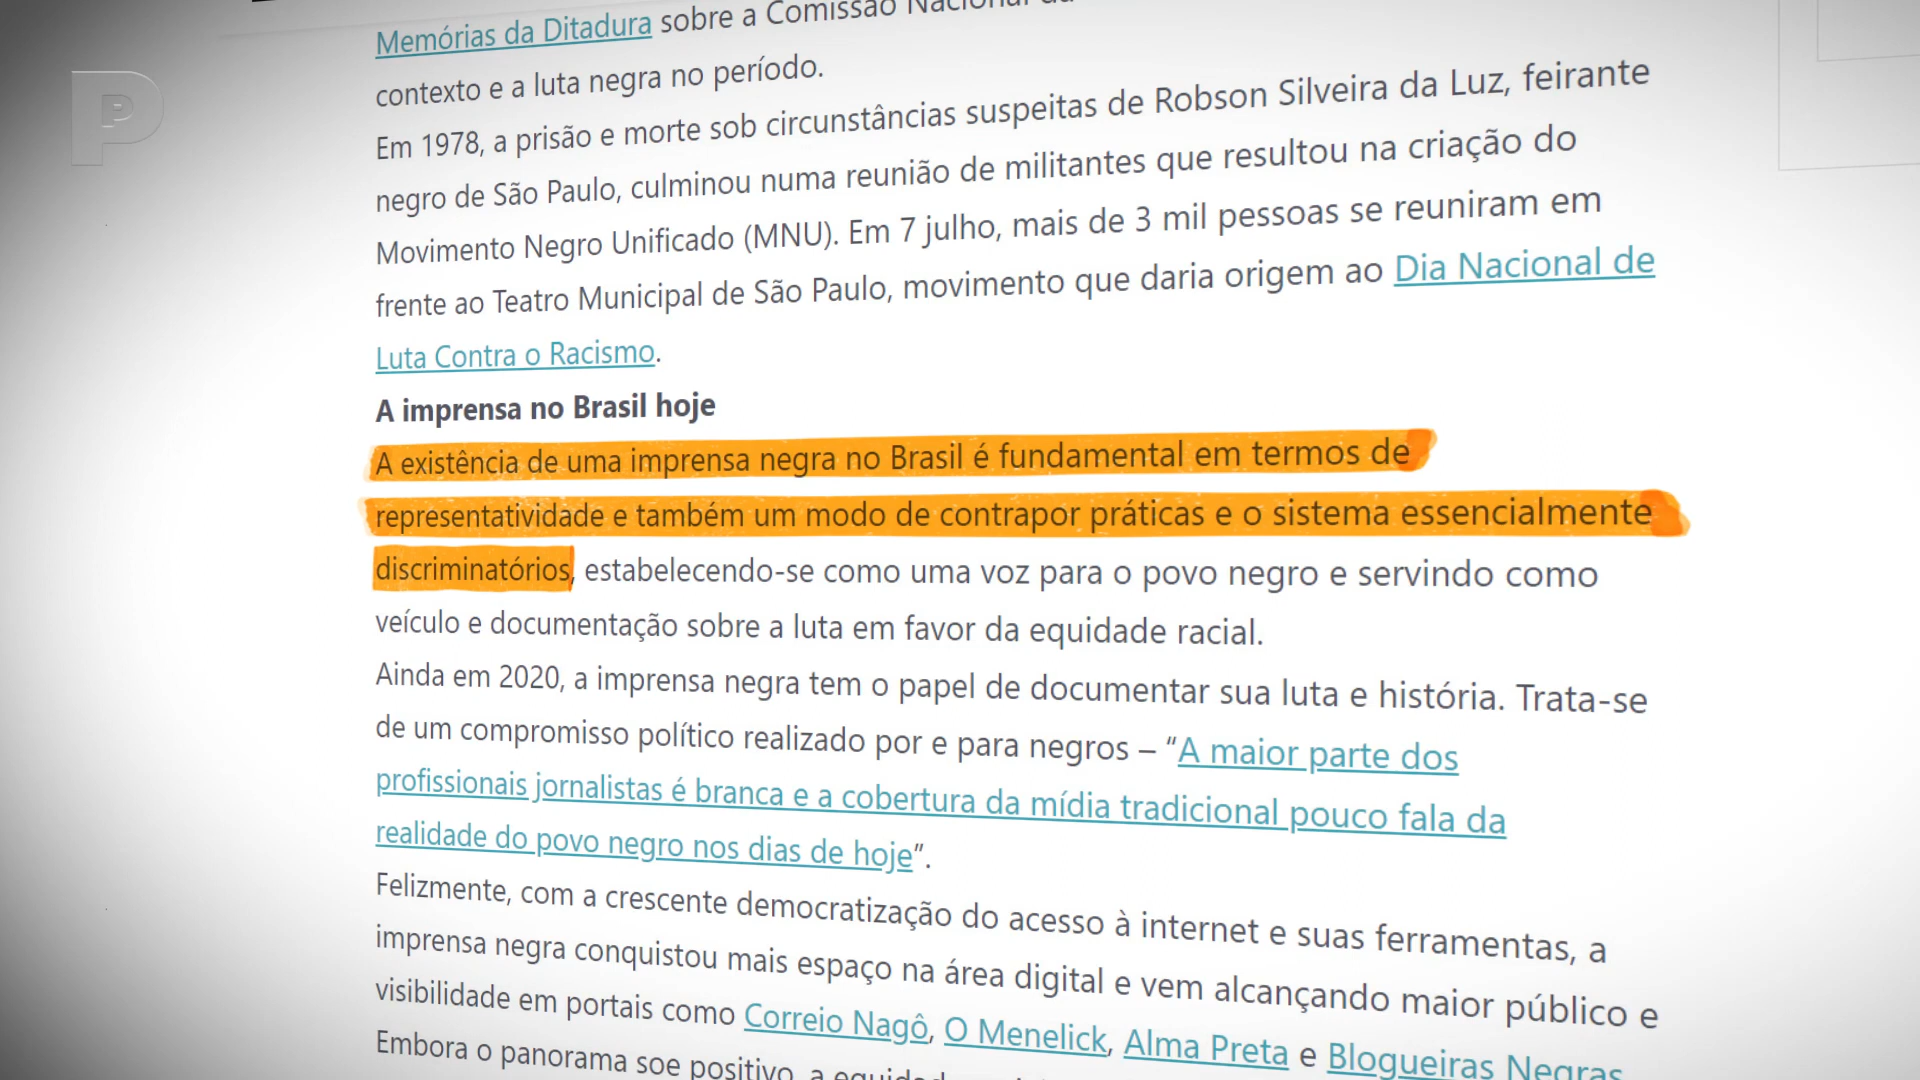 Memórias da Ditadura sobre a Comissão Nacional da
contexto e a luta negra no período.
Em 1978, a prisão e morte sob circunstâncias suspeitas de Robson Silveira da Luz, feirante
negro de São Paulo, culminou numa reunião de militantes que resultou na criação do
Movimento Negro Unificado (MNU). Em 7 julho, mais de 3 mil pessoas se reuniram em
frente ao Teatro Municipal de São Paulo, movimento que daria origem ao Dia Nacional de
Luta Contra o Racismo.
A imprensa no Brasil hoje
A existência de uma imprensa negra no Brasil é fundamental em termos de
representatividade e também um modo de contrapor práticas e o sistema essencialmente
discriminatórios, estabelecendo-se como uma voz para o povo negro e servindo como
veículo e documentação sobre a luta em favor da equidade racial.
Ainda em 2020, a imprensa negra tem o papel de documentar sua luta e história. Trata-se
de um compromisso político realizado por e para negros – “A maior parte dos
profissionais jornalistas é branca e a cobertura da mídia tradicional pouco fala da
realidade do povo negro nos dias de hoje”.
Felizmente, com a crescente democratização do acesso à internet e suas ferramentas, a
imprensa negra conquistou mais espaço na área digital e vem alcançando maior público e
visibilidade em portais como Correio Nagô, O Menelick, Alma Preta e Blogueiras Negras
Embora o panorama soe positivo, a
P